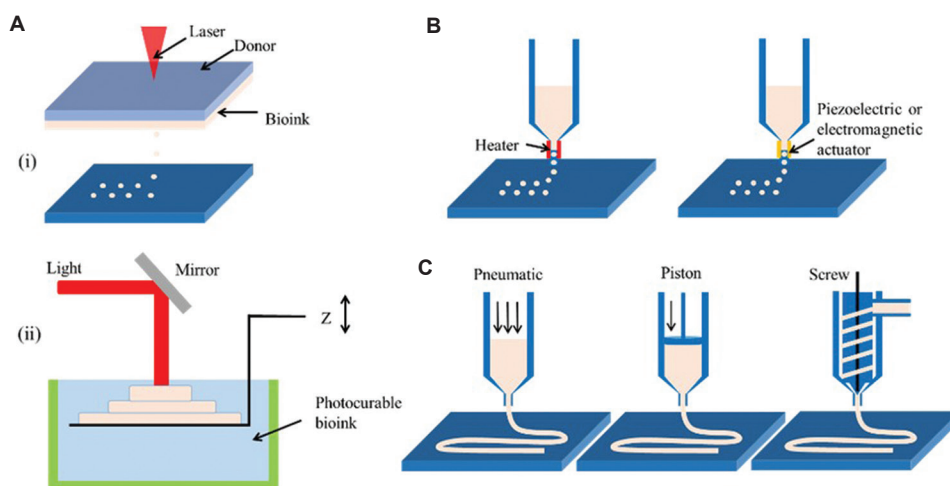 A
Laser
Donor
Bioink
(i)
Light
Mirror
Z
(ii)
Photocurable
bioink
B
Heater
Piezoelectric or
electromagnetic
actuator
C
Pneumatic
Piston
Screw